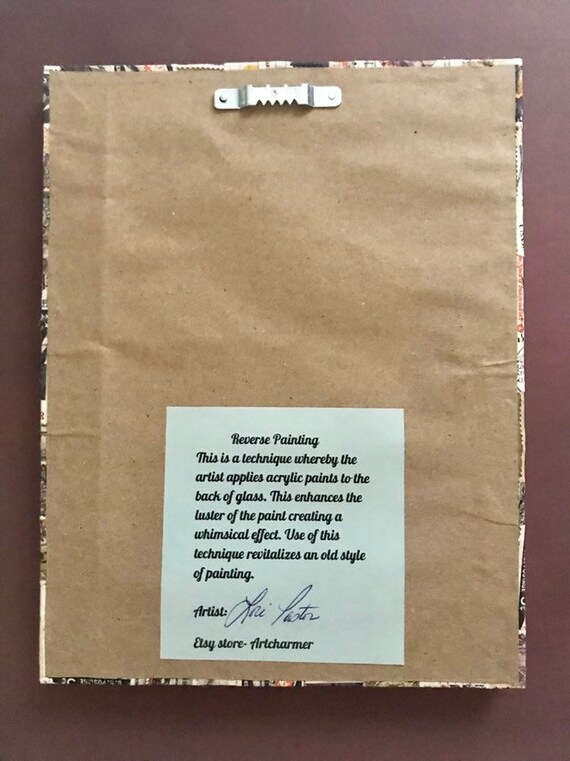 Reverse Painting
This is a technique whereby the
artist applies acrylic paints to the
back of glass. This enhances the
luster of the paint creating a
whimsical effect. Use of this
technique revitalizes an old style
of painting.
Artist: Lori Pastor
Etsy store- Artcharmer